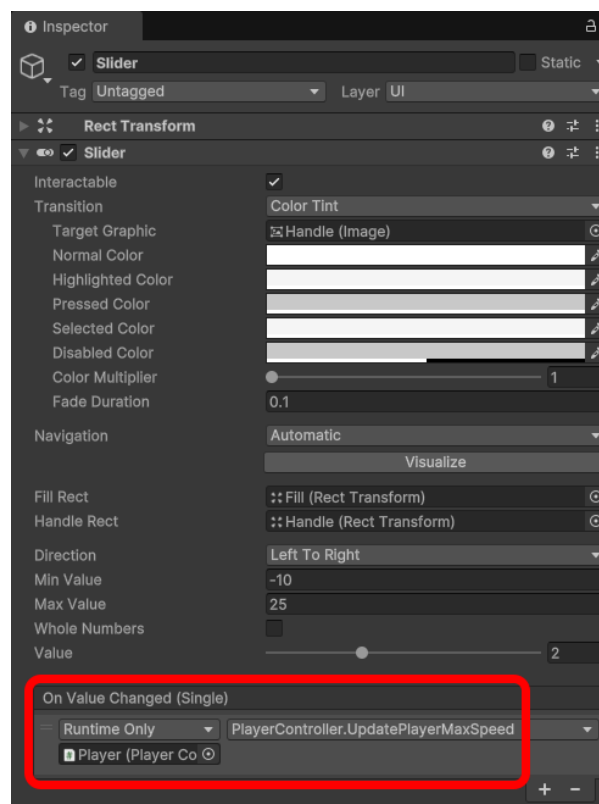 Inspector
Slider Static
Tag Untagged Layer UI
Rect Transform
Slider
Interactable
Transition Color Tint
Target Graphic Handle (Image)
Normal Color
Highlighted Color
Pressed Color
Selected Color
Disabled Color
Color Multiplier 1
Fade Duration 0.1
Navigation Automatic
Visualize
Fill Rect Fill (Rect Transform)
Handle Rect Handle (Rect Transform)
Direction Left To Right
Min Value -10
Max Value 25
Whole Numbers
Value 2
On Value Changed (Single)
Runtime Only PlayerController.UpdatePlayerMaxSpeed
Player (Player Co
+ -